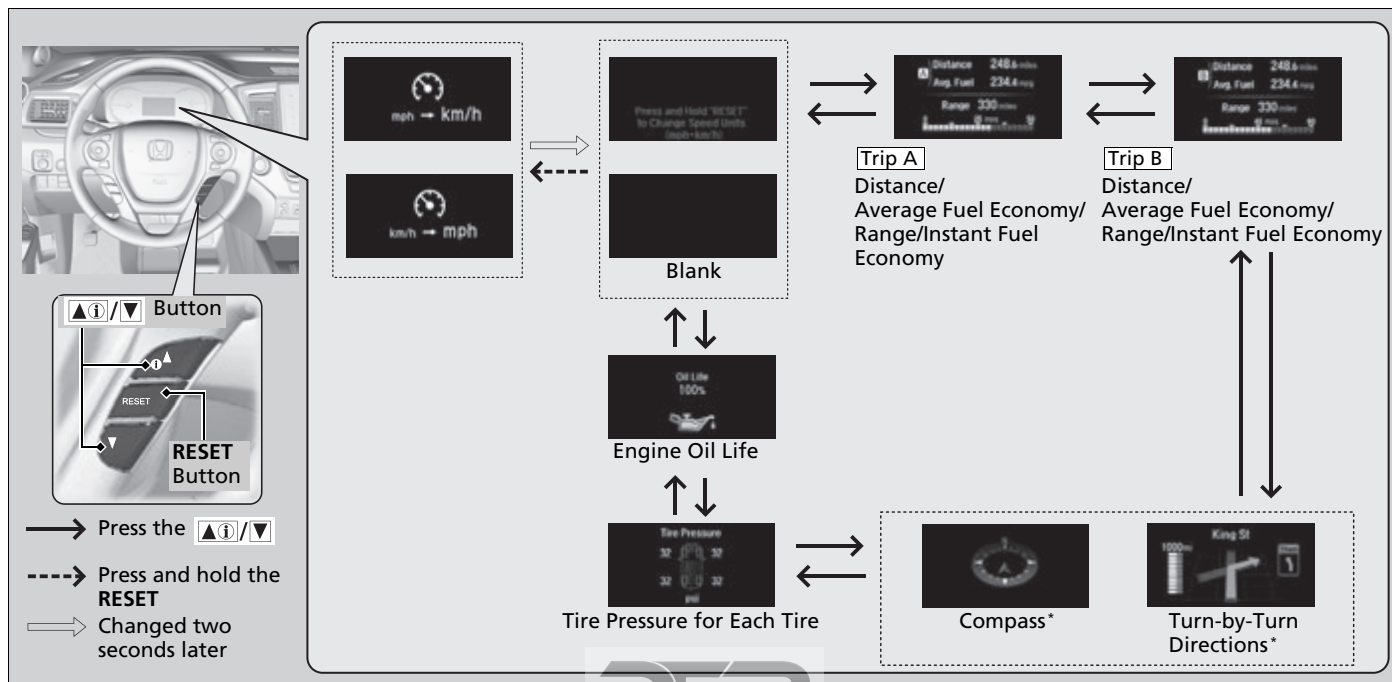 mph → km/h
km/h → mph
Press and Hold "RESET"
to Change Speed Units.
(mph→km/h)
Blank
Distance 248.6 miles
A
Avg. Fuel 234.4 mpg
Range 330 miles
Trip A
Distance/
Average Fuel Economy/
Range/Instant Fuel
Economy
Distance 248.6 miles
B
Avg. Fuel 234.4 mpg
Range 330 miles
Trip B
Distance/
Average Fuel Economy/
Range/Instant Fuel Economy
▲ⓘ/▼ Button
RESET
RESET
Button
Press the ▲ⓘ/▼
Press and hold the
RESET
Changed two
seconds later
Oil Life
100%
Engine Oil Life
Tire Pressure
32 32
32 32
psi
Tire Pressure for Each Tire
Compass*
King St
Turn-by-Turn
Directions*